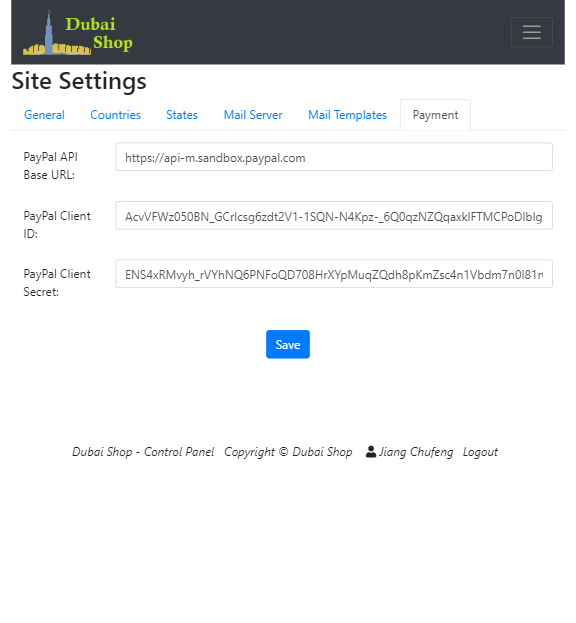 Dubai
Shop
Site Settings
General Countries States Mail Server Mail Templates Payment
PayPal API
Base URL:
https://api-m.sandbox.paypal.com
PayPal Client
ID:
AcvVFWz050BN_GCrIcsg6zdt2V1-1SQN-N4Kpz-_6Q0qzNZQqaxklFTMCPoDlbIg
PayPal Client
Secret:
ENS4xRMvyh_rVYhNQ6PNFoQD708HrXYpMuqZQdh8pKmZsc4n1Vbdm7n0I81r
Save
Dubai Shop - Control Panel Copyright © Dubai Shop Jiang Chufeng Logout